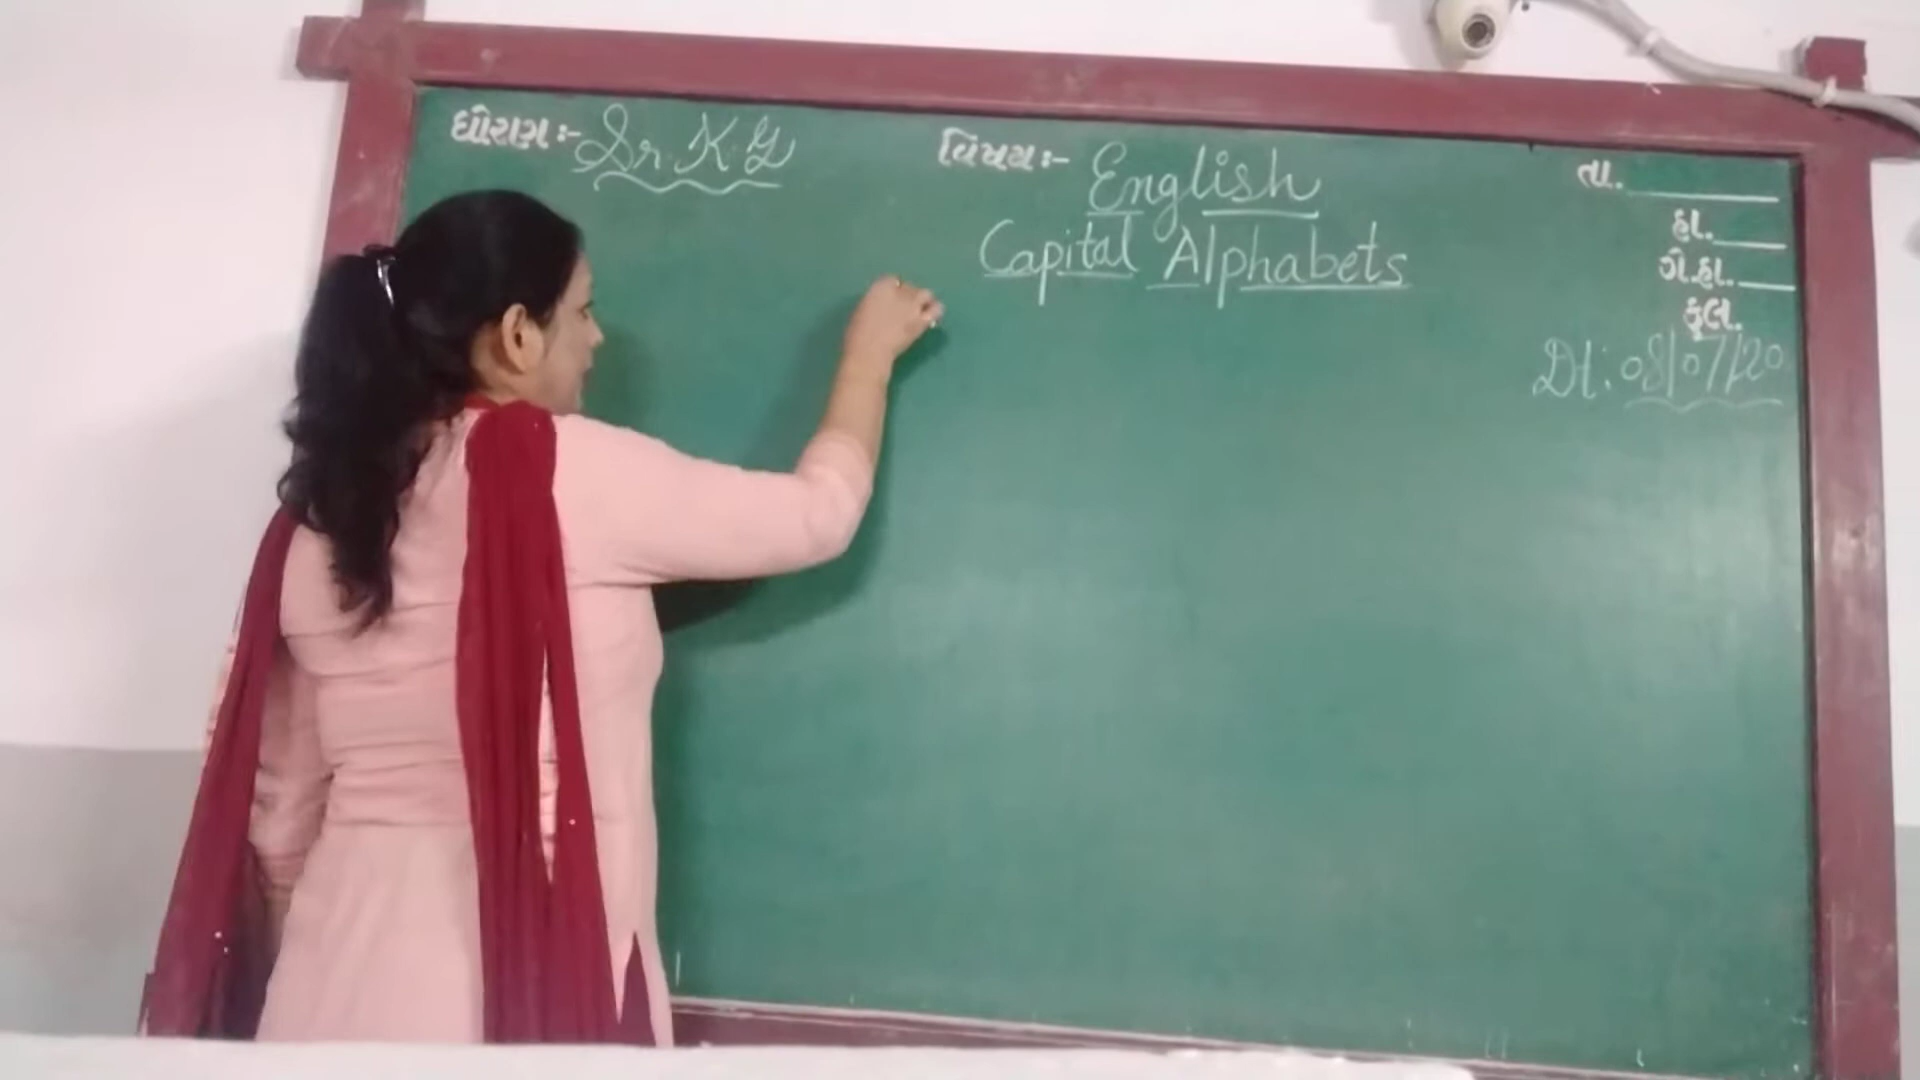 ધોરણ:- Sr. K G
વિષય:- English
Capital Alphabets
તા.
હા.
ગે.હા.
કુલ.
Dt: 08/07/20